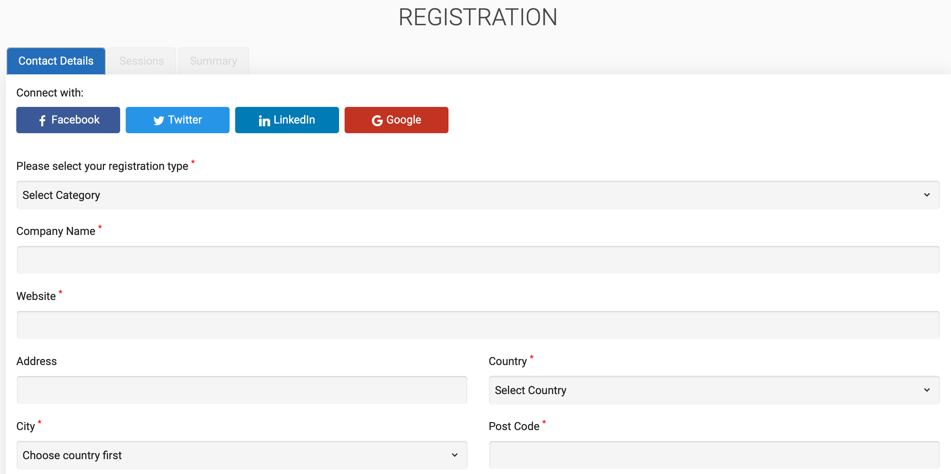 REGISTRATION
Contact Details Sessions Summary
Connect with:
Facebook Twitter LinkedIn Google
Please select your registration type *
Select Category
Company Name *
Website *
Address Country *
Select Country
City * Post Code *
Choose country first